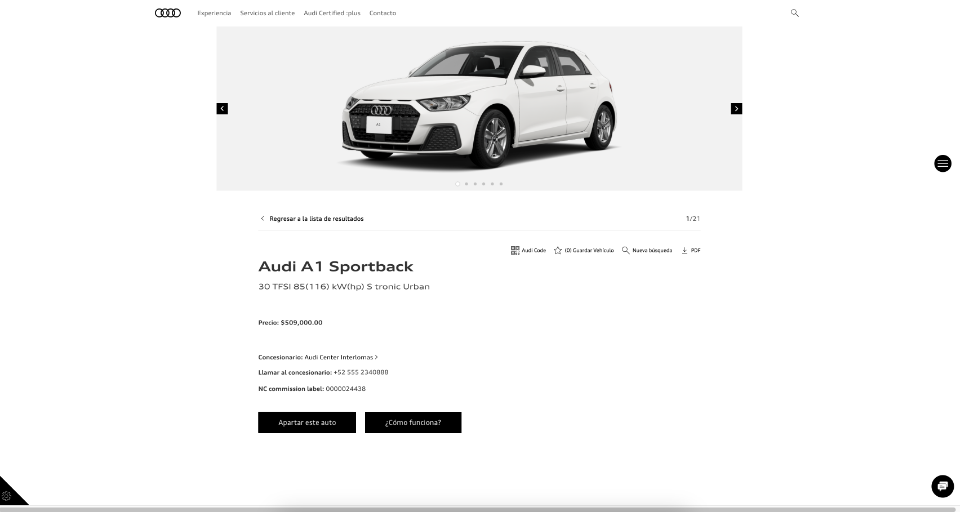 Experiencia Servicios al cliente Audi Certified :plus Contacto
A1
Regresar a la lista de resultados 1/21
Audi Code (0) Guardar Vehículo Nueva búsqueda PDF
Audi A1 Sportback
30 TFSI 85(116) kW(hp) S tronic Urban
Precio: $509,000.00
Concesionario: Audi Center Interlomas >
Llamar al concesionario: +52 555 2340000
NC commission label: 0000024438
Apartar este auto ¿Cómo funciona?